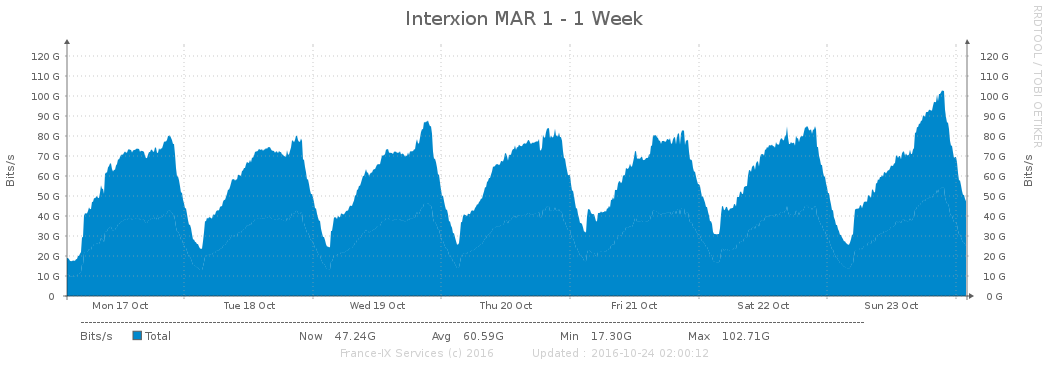 Interxion MAR 1 - 1 Week
RRDTOOL / TOBI OETIKER
Bits/s
120 G
110 G
100 G
90 G
80 G
70 G
60 G
50 G
40 G
30 G
20 G
10 G
0
120 G
110 G
100 G
90 G
80 G
70 G
60 G
50 G
40 G
30 G
20 G
10 G
0 G
Bits/s
Mon 17 Oct Tue 18 Oct Wed 19 Oct Thu 20 Oct Fri 21 Oct Sat 22 Oct Sun 23 Oct
Bits/s Total Now 47.24G Avg 60.59G Min 17.30G Max 102.71G
France-IX Services (c) 2016 Updated : 2016-10-24 02:00:12